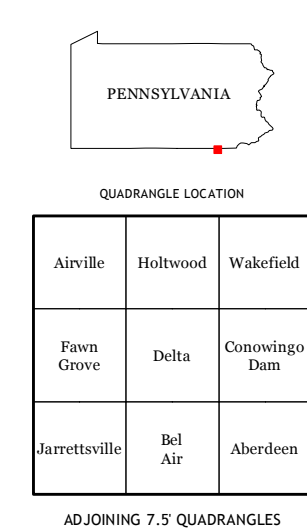 PENNSYLVANIA
QUADRANGLE LOCATION
Airville Holtwood Wakefield
Fawn
Grove
Delta
Conowingo
Dam
Jarrettsville
Bel
Air
Aberdeen
ADJOINING 7.5' QUADRANGLES